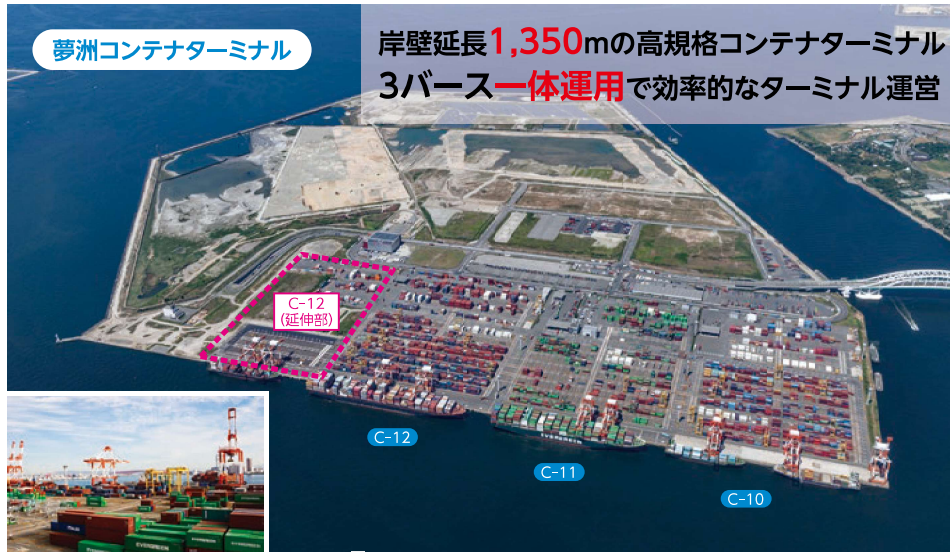 夢洲コンテナターミナル
岸壁延長1,350mの高規格コンテナターミナル
3バース一体運用で効率的なターミナル運営
C-12
(延伸部)
C-12
C-11
C-10
EVERGREEN
EVERGREEN